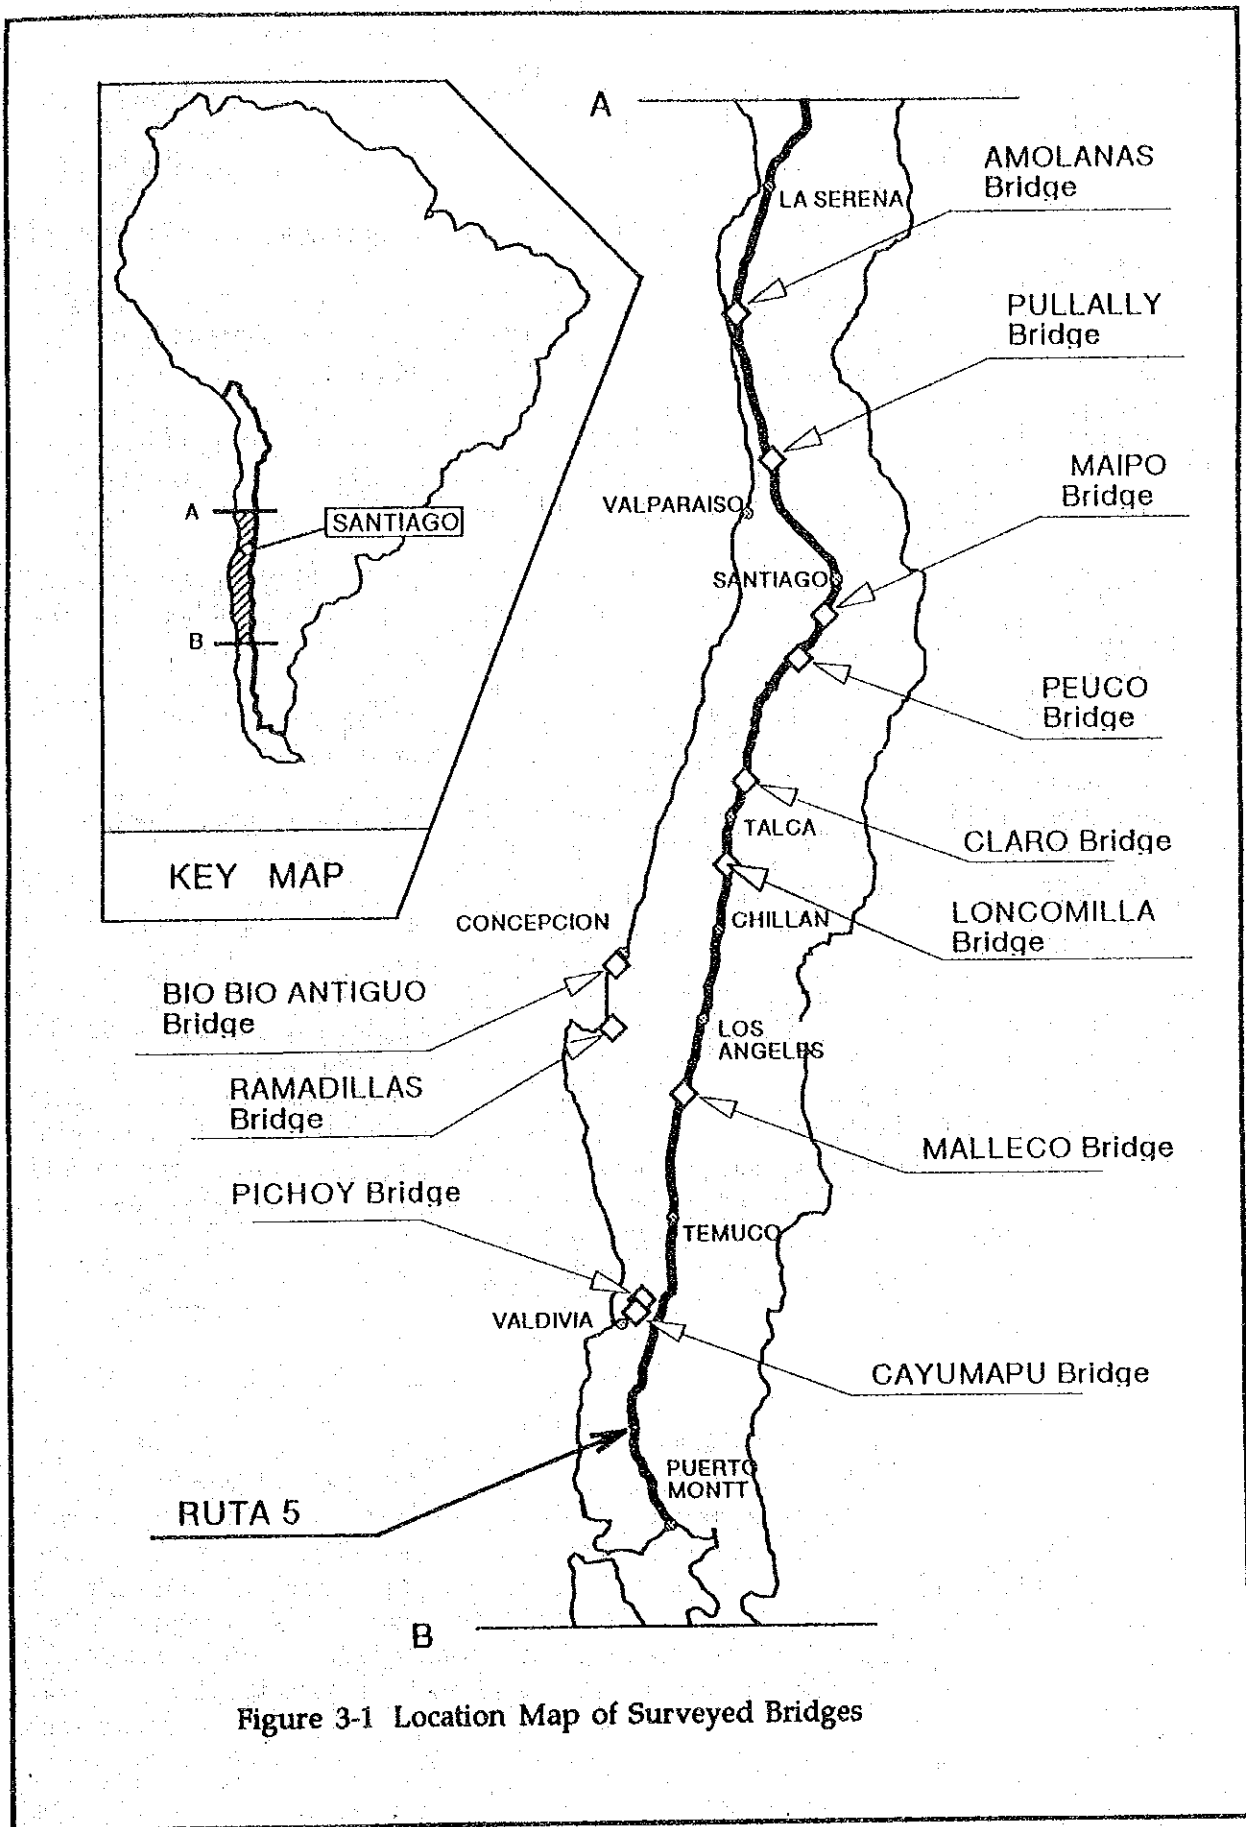 A
SANTIAGO
B
KEY MAP
A
AMOLANAS
Bridge
LA SERENA
PULLALLY
Bridge
MAIPO
Bridge
VALPARAISO
SANTIAGO
PEUCO
Bridge
TALCA
CLARO Bridge
CONCEPCION
CHILLAN
LONCOMILLA
Bridge
BIO BIO ANTIGUO
Bridge
LOS
ANGELES
RAMADILLAS
Bridge
MALLECO Bridge
PICHOY Bridge
TEMUCO
VALDIVIA
CAYUMAPU Bridge
PUERTO
MONTT
RUTA 5
B
Figure 3-1 Location Map of Surveyed Bridges